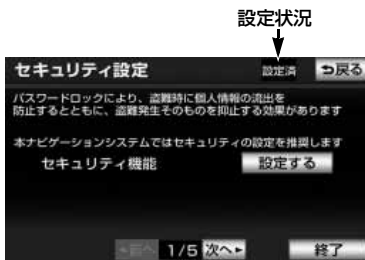 設定状況
セキュリティ設定 設定済 戻る
パスワードロックにより、盗難時に個人情報の流出を
防止するとともに、盗難発生そのものを抑止する効果があります
本ナビゲーションシステムではセキュリティの設定を推奨します
セキュリティ機能 設定する
前へ 1/5 次へ 終了